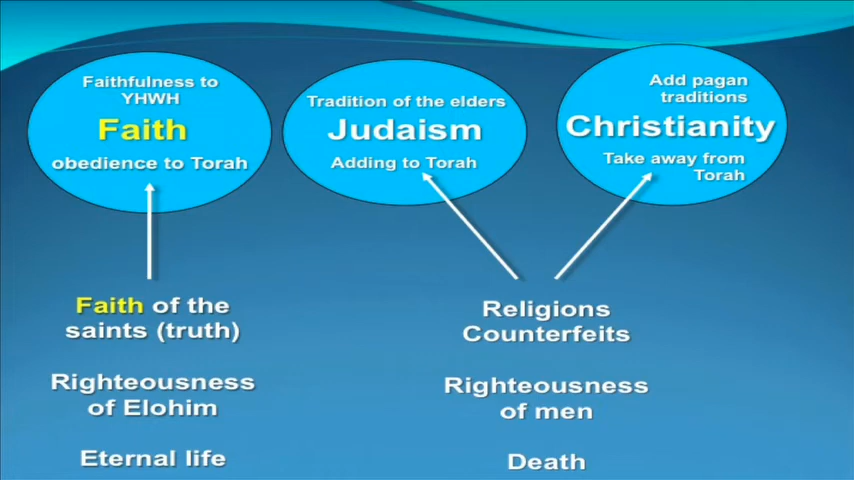 Faithfulness to
YHWH
Faith
obedience to Torah
Tradition of the elders
Judaism
Adding to Torah
Add pagan
traditions
Christianity
Take away from
Torah
Faith of the
saints (truth)
Righteousness
of Elohim
Eternal life
Religions
Counterfeits
Righteousness
of men
Death